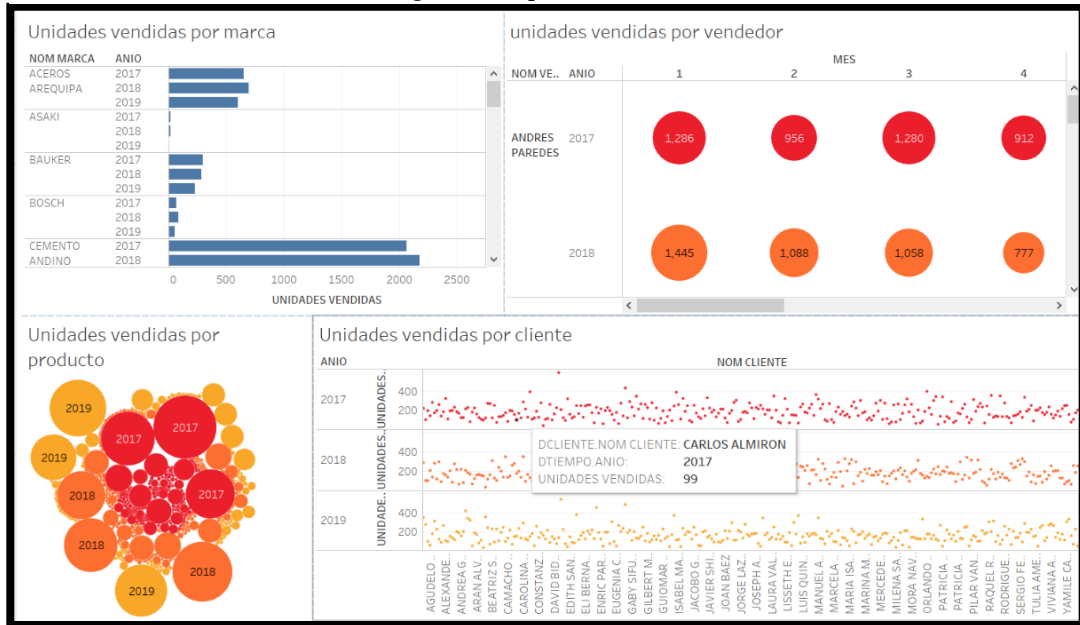 Unidades vendidas por marca
NOM MARCA ANIO
ACEROS 2017
AREQUIPA 2018
2019
ASAKI 2017
2018
2019
BAUKER 2017
2018
2019
BOSCH 2017
2018
2019
CEMENTO 2017
ANDINO 2018
0 500 1000 1500 2000 2500
UNIDADES VENDIDAS
unidades vendidas por vendedor
MES
NOM VE.. ANIO 1 2 3 4
ANDRES PAREDES 2017 1,286 956 1,280 912
2018 1,445 1,088 1,058 777
Unidades vendidas por
producto
2019
2017
2017
2019
2018
2017
2018
2018
2019
Unidades vendidas por cliente
ANIO NOM CLIENTE
2017 UNIDADES.. 400 200
2018 UNIDADES.. 400 200
2019 UNIDADE.. 400 200
DCLIENTE.NOM CLIENTE: CARLOS ALMIRON
DTIEMPO.ANIO: 2017
UNIDADES VENDIDAS: 99
AGUDELO..
ALEXANDE..
ANDREA G..
ARAN ALV..
BEATRIZ S..
CAMACHO..
CAROLINA..
CONSTANZ..
DAVID BID..
EDITH SAN..
ELI BERNA..
ENRIC PAR..
EUGENIA C..
GABY SIFU..
GILBERT M..
GUIOMAR..
ISABEL MA..
JACOBO G..
JAVIER SHI..
JOAN BAEZ
JORGE LAZ..
JOSEPH A..
LAURA VAL..
LISSETH E..
LUIS QUIN..
MANUEL A..
MARCELA..
MARIA ISA..
MARINA M..
MERCEDE..
MILENA SA..
MORA NAV..
ORLANDO..
PATRICIA..
PATRICIA..
PILAR VAN..
RAQUEL R..
RODRIGUE..
SERGIO FE..
TULIA AME..
VIVIANA A..
YAMILE CA..